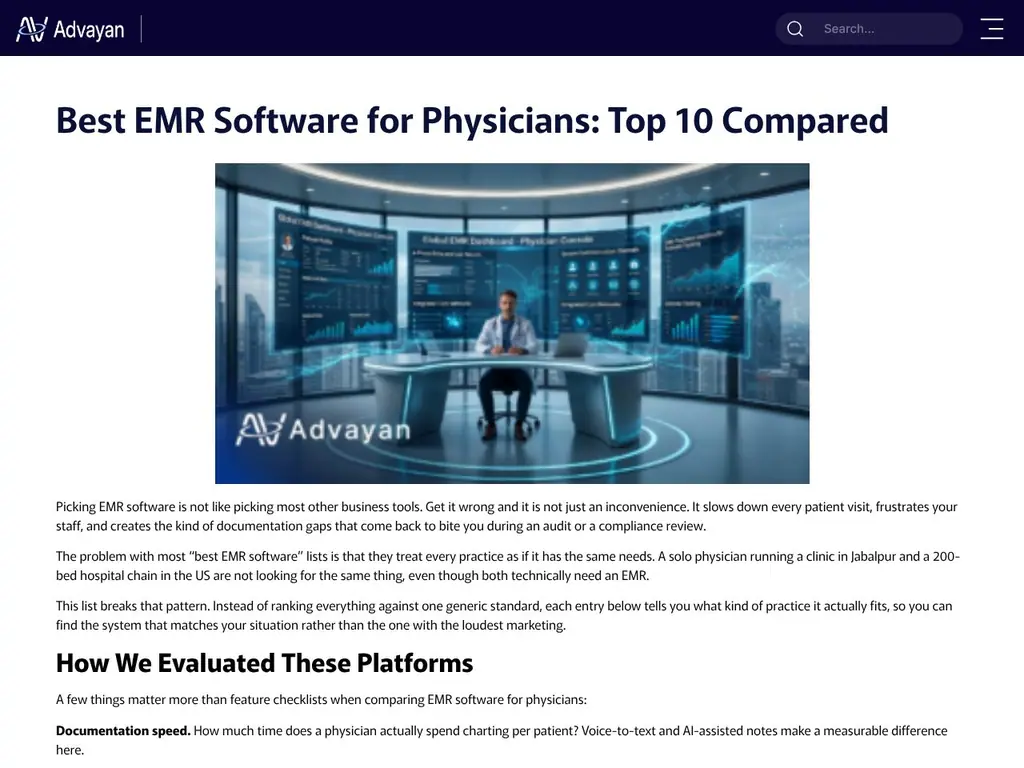 Advayan
Search...
Best EMR Software for Physicians: Top 10 Compared
Global EMR Dashboard - Physician Console
Advayan
Picking EMR software is not like picking most other business tools. Get it wrong and it is not just an inconvenience. It slows down every patient visit, frustrates your
staff, and creates the kind of documentation gaps that come back to bite you during an audit or a compliance review.
The problem with most “best EMR software” lists is that they treat every practice as if it has the same needs. A solo physician running a clinic in Jabalpur and a 200-
bed hospital chain in the US are not looking for the same thing, even though both technically need an EMR.
This list breaks that pattern. Instead of ranking everything against one generic standard, each entry below tells you what kind of practice it actually fits, so you can
find the system that matches your situation rather than the one with the loudest marketing.
How We Evaluated These Platforms
A few things matter more than feature checklists when comparing EMR software for physicians:
Documentation speed. How much time does a physician actually spend charting per patient? Voice-to-text and AI-assisted notes make a measurable difference
here.